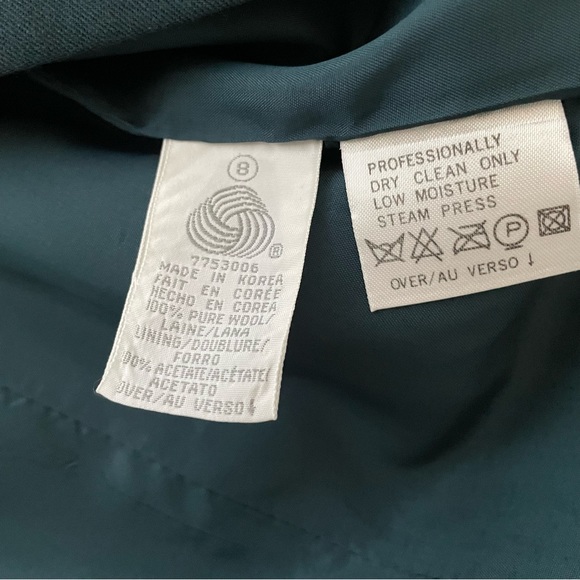 8
®
7753006
MADE IN KOREA
FAIT EN CORÉE
HECHO EN COREA
100% PURE WOOL/
LAINE/LANA
LINING/DOUBLURE/
FORRO
00% ACETATE/ACÉTATE/
ACETATO
OVER/AU VERSO↓
PROFESSIONALLY
DRY CLEAN ONLY
LOW MOISTURE
STEAM PRESS
P
OVER/AU VERSO↓